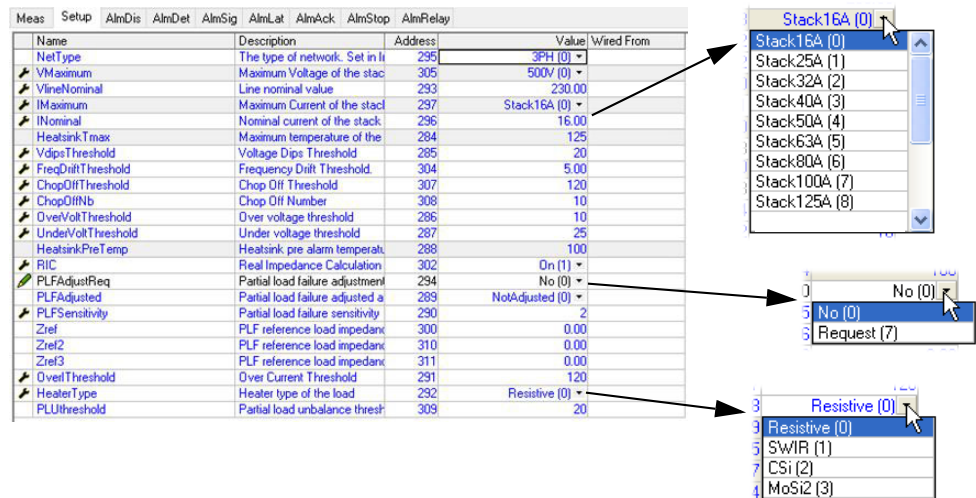 Meas Setup AlmDis AlmDet AlmSig AlmLat AlmAck AlmStop AlmRelay
Name Description Address Value Wired From
NetType The type of network. Set in I 295 3PH (0)
VMaximum Maximum Voltage of the stac 305 500V (0)
VlineNominal Line nominal value 293 230.00
IMaximum Maximum Current of the stacl 297 Stack16A (0)
INominal Nominal current of the stack 296 16.00
HeatsinkTmax Maximum temperature of the 284 125
VdipsThreshold Voltage Dips Threshold 285 20
FreqDriftThreshold Frequency Drift Threshold. 304 5.00
ChopOffThreshold Chop Off Threshold 307 120
ChopOffNb Chop Off Number 308 10
OverVoltThreshold Over voltage threshold 286 10
UnderVoltThreshold Under voltage threshold 287 25
HeatsinkPreTemp Heatsink pre alarm temperatu 288 100
RIC Real Impedance Calculation 302 On (1)
PLFAdjustReq Partial load failure adjustment 294 No (0)
PLFAdjusted Partial load failure adjusted a 289 NotAdjusted (0)
PLFSensitivity Partial load failure sensitivity 290 2
Zref PLF reference load impedanc 300 0.00
Zref2 PLF reference load impedanc 310 0.00
Zref3 PLF reference load impedanc 311 0.00
OverIThreshold Over Current Threshold 291 120
HeaterType Heater type of the load 292 Resistive (0)
PLUthreshold Partial load unbalance thresh 309 20
Stack16A (0)
Stack16A (0)
Stack25A (1)
Stack32A (2)
Stack40A (3)
Stack50A (4)
Stack63A (5)
Stack80A (6)
Stack100A (7)
Stack125A (8)
No (0)
No (0)
Request (7)
Resistive (0)
Resistive (0)
SWIR (1)
CSi (2)
MoSi2 (3)